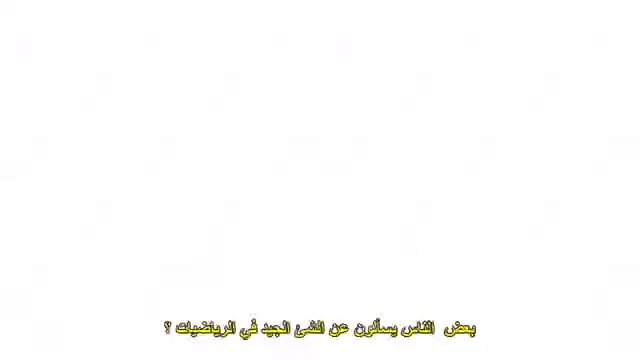 بعض الناس يسألون عن الشئ الجيد في الرياضيات ؟